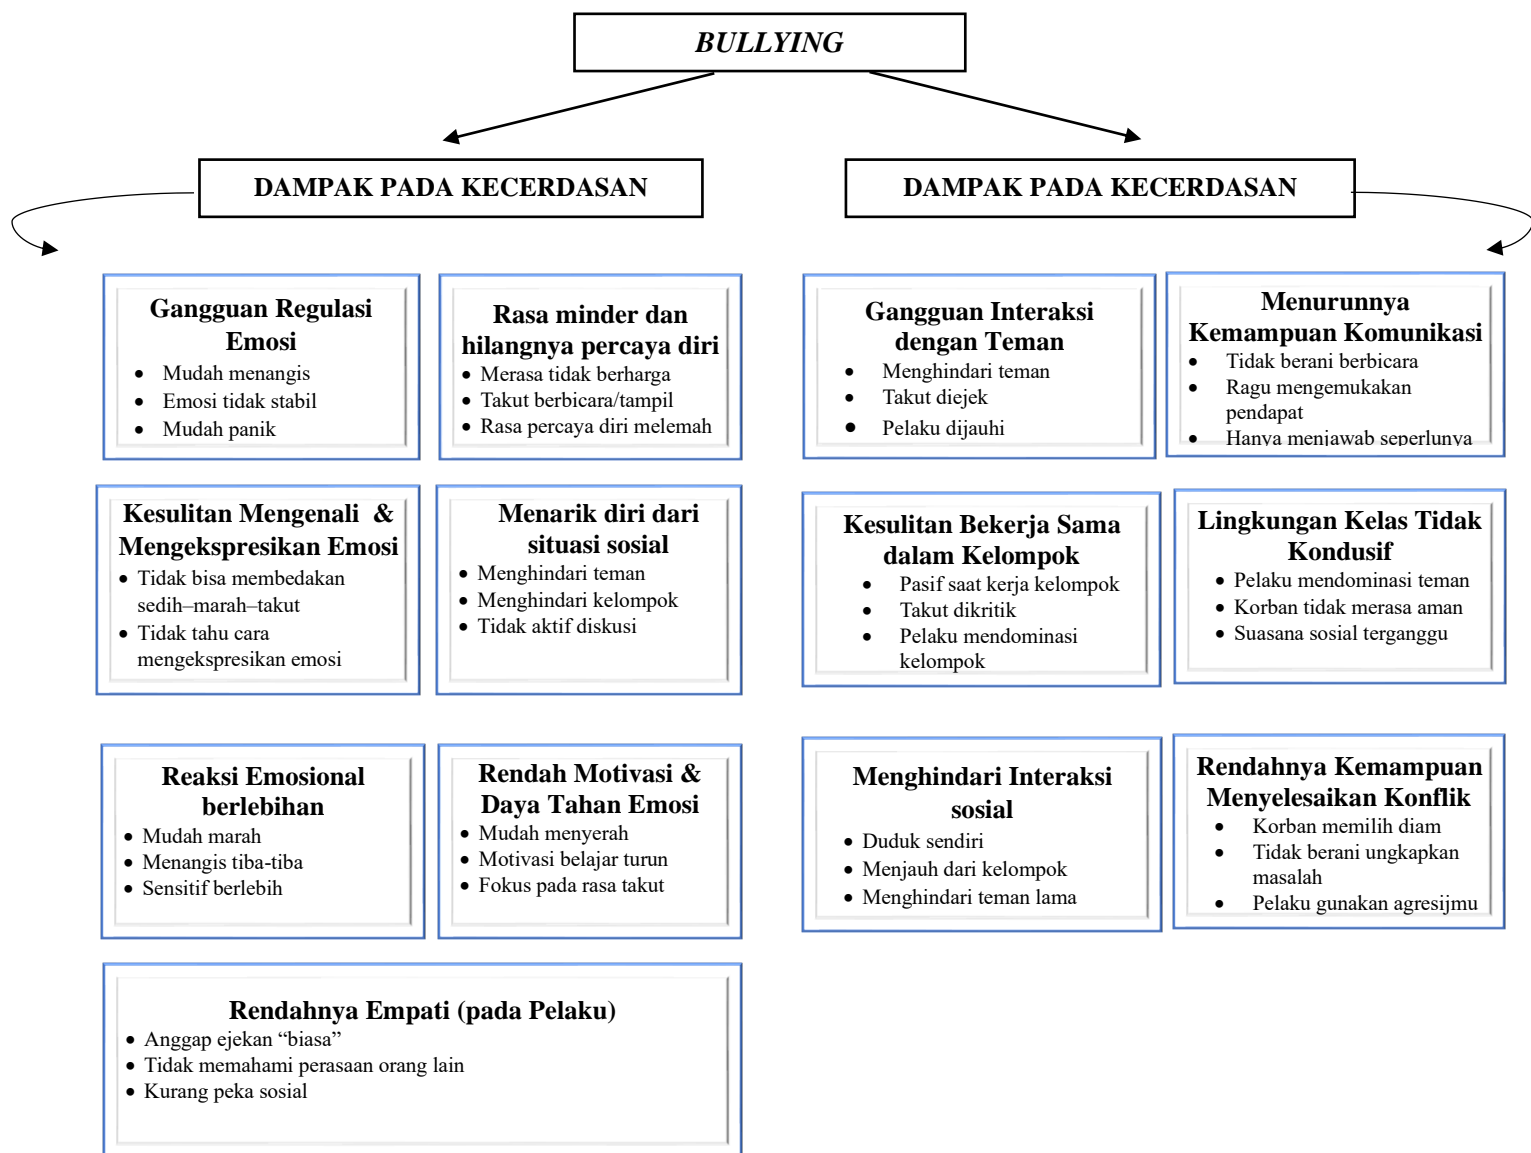 BULLYING
DAMPAK PADA KECERDASAN
DAMPAK PADA KECERDASAN
Gangguan Regulasi
Emosi
• Mudah menangis
• Emosi tidak stabil
• Mudah panik
Rasa minder dan
hilangnya percaya diri
• Merasa tidak berharga
• Takut berbicara/tampil
• Rasa percaya diri melemah
Gangguan Interaksi
dengan Teman
• Menghindari teman
• Takut diejek
• Pelaku dijauhi
Menurunnya
Kemampuan Komunikasi
• Tidak berani berbicara
• Ragu mengemukakan
pendapat
• Hanya menjawab seperlunya
Kesulitan Mengenali & 
Mengekspresikan Emosi
• Tidak bisa membedakan
sedih–marah–takut
• Tidak tahu cara
mengekspresikan emosi
Menarik diri dari
situasi sosial
• Menghindari teman
• Menghindari kelompok
• Tidak aktif diskusi
Kesulitan Bekerja Sama
dalam Kelompok
• Pasif saat kerja kelompok
• Takut dikritik
• Pelaku mendominasi
kelompok
Lingkungan Kelas Tidak
Kondusif
• Pelaku mendominasi teman
• Korban tidak merasa aman
• Suasana sosial terganggu
Reaksi Emosional
berlebihan
• Mudah marah
• Menangis tiba-tiba
• Sensitif berlebih
Rendah Motivasi &
Daya Tahan Emosi
• Mudah menyerah
• Motivasi belajar turun
• Fokus pada rasa takut
Menghindari Interaksi
sosial
• Duduk sendiri
• Menjauh dari kelompok
• Menghindari teman lama
Rendahnya Kemampuan
Menyelesaikan Konflik
• Korban memilih diam
• Tidak berani ungkapkan
masalah
• Pelaku gunakan agresijmu
Rendahnya Empati (pada Pelaku)
• Anggap ejekan “biasa”
• Tidak memahami perasaan orang lain
• Kurang peka sosial